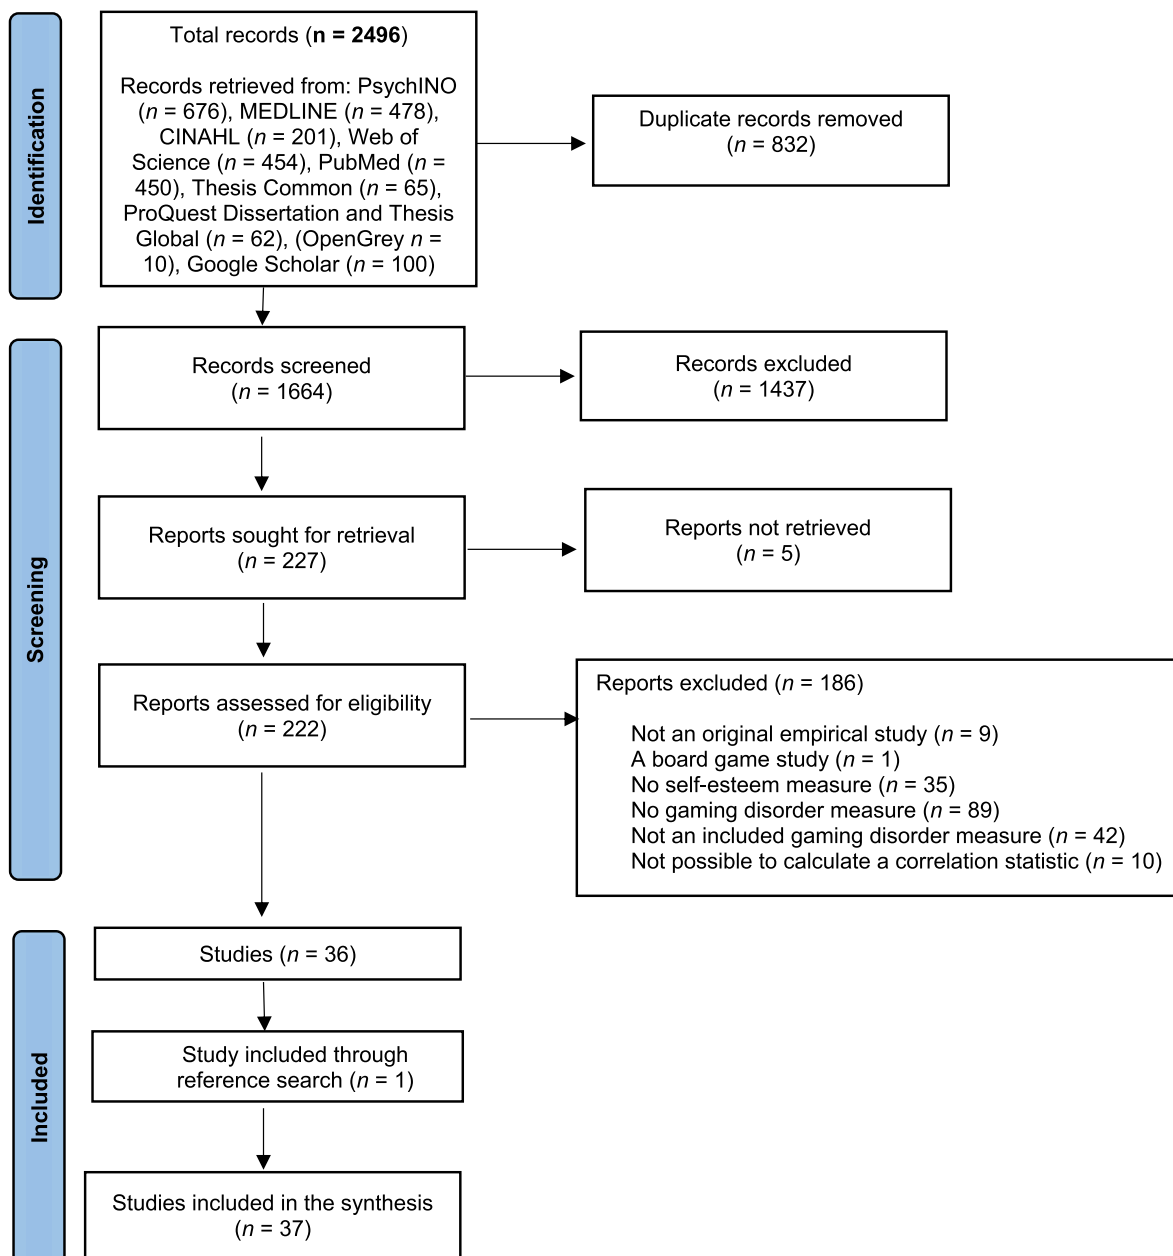 Identification
Total records (n = 2496)
Records retrieved from: PsychINO
(n = 676), MEDLINE (n = 478),
CINAHL (n = 201), Web of
Science (n = 454), PubMed (n =
450), Thesis Common (n = 65),
ProQuest Dissertation and Thesis
Global (n = 62), (OpenGrey n =
10), Google Scholar (n = 100)
Duplicate records removed
(n = 832)
Screening
Records screened
(n = 1664)
Records excluded
(n = 1437)
Reports sought for retrieval
(n = 227)
Reports not retrieved
(n = 5)
Reports assessed for eligibility
(n = 222)
Reports excluded (n = 186)
Not an original empirical study (n = 9)
A board game study (n = 1)
No self-esteem measure (n = 35)
No gaming disorder measure (n = 89)
Not an included gaming disorder measure (n = 42)
Not possible to calculate a correlation statistic (n = 10)
Included
Studies (n = 36)
Study included through
reference search (n = 1)
Studies included in the synthesis
(n = 37)